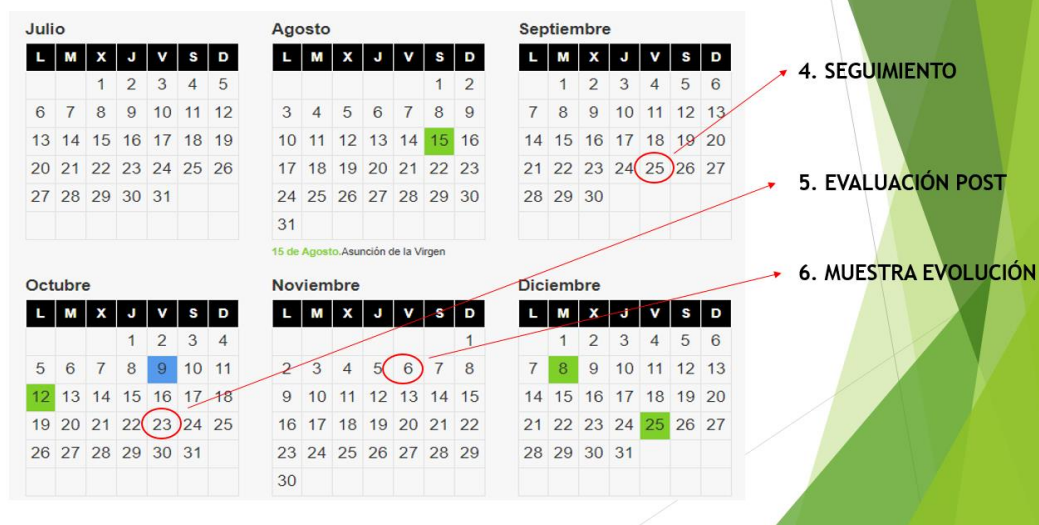 Julio
L M X J V S D
1 2 3 4 5
6 7 8 9 10 11 12
13 14 15 16 17 18 19
20 21 22 23 24 25 26
27 28 29 30 31
Agosto
L M X J V S D
1 2
3 4 5 6 7 8 9
10 11 12 13 14 15 16
17 18 19 20 21 22 23
24 25 26 27 28 29 30
31
15 de Agosto.Asunción de la Virgen
Septiembre
L M X J V S D
1 2 3 4 5 6
7 8 9 10 11 12 13
14 15 16 17 18 19 20
21 22 23 24 25 26 27
28 29 30
Octubre
L M X J V S D
1 2 3 4
5 6 7 8 9 10 11
12 13 14 15 16 17 18
19 20 21 22 23 24 25
26 27 28 29 30 31
Noviembre
L M X J V S D
1
2 3 4 5 6 7 8
9 10 11 12 13 14 15
16 17 18 19 20 21 22
23 24 25 26 27 28 29
30
Diciembre
L M X J V S D
1 2 3 4 5 6
7 8 9 10 11 12 13
14 15 16 17 18 19 20
21 22 23 24 25 26 27
28 29 30 31
4. SEGUIMIENTO
5. EVALUACIÓN POST
6. MUESTRA EVOLUCIÓN